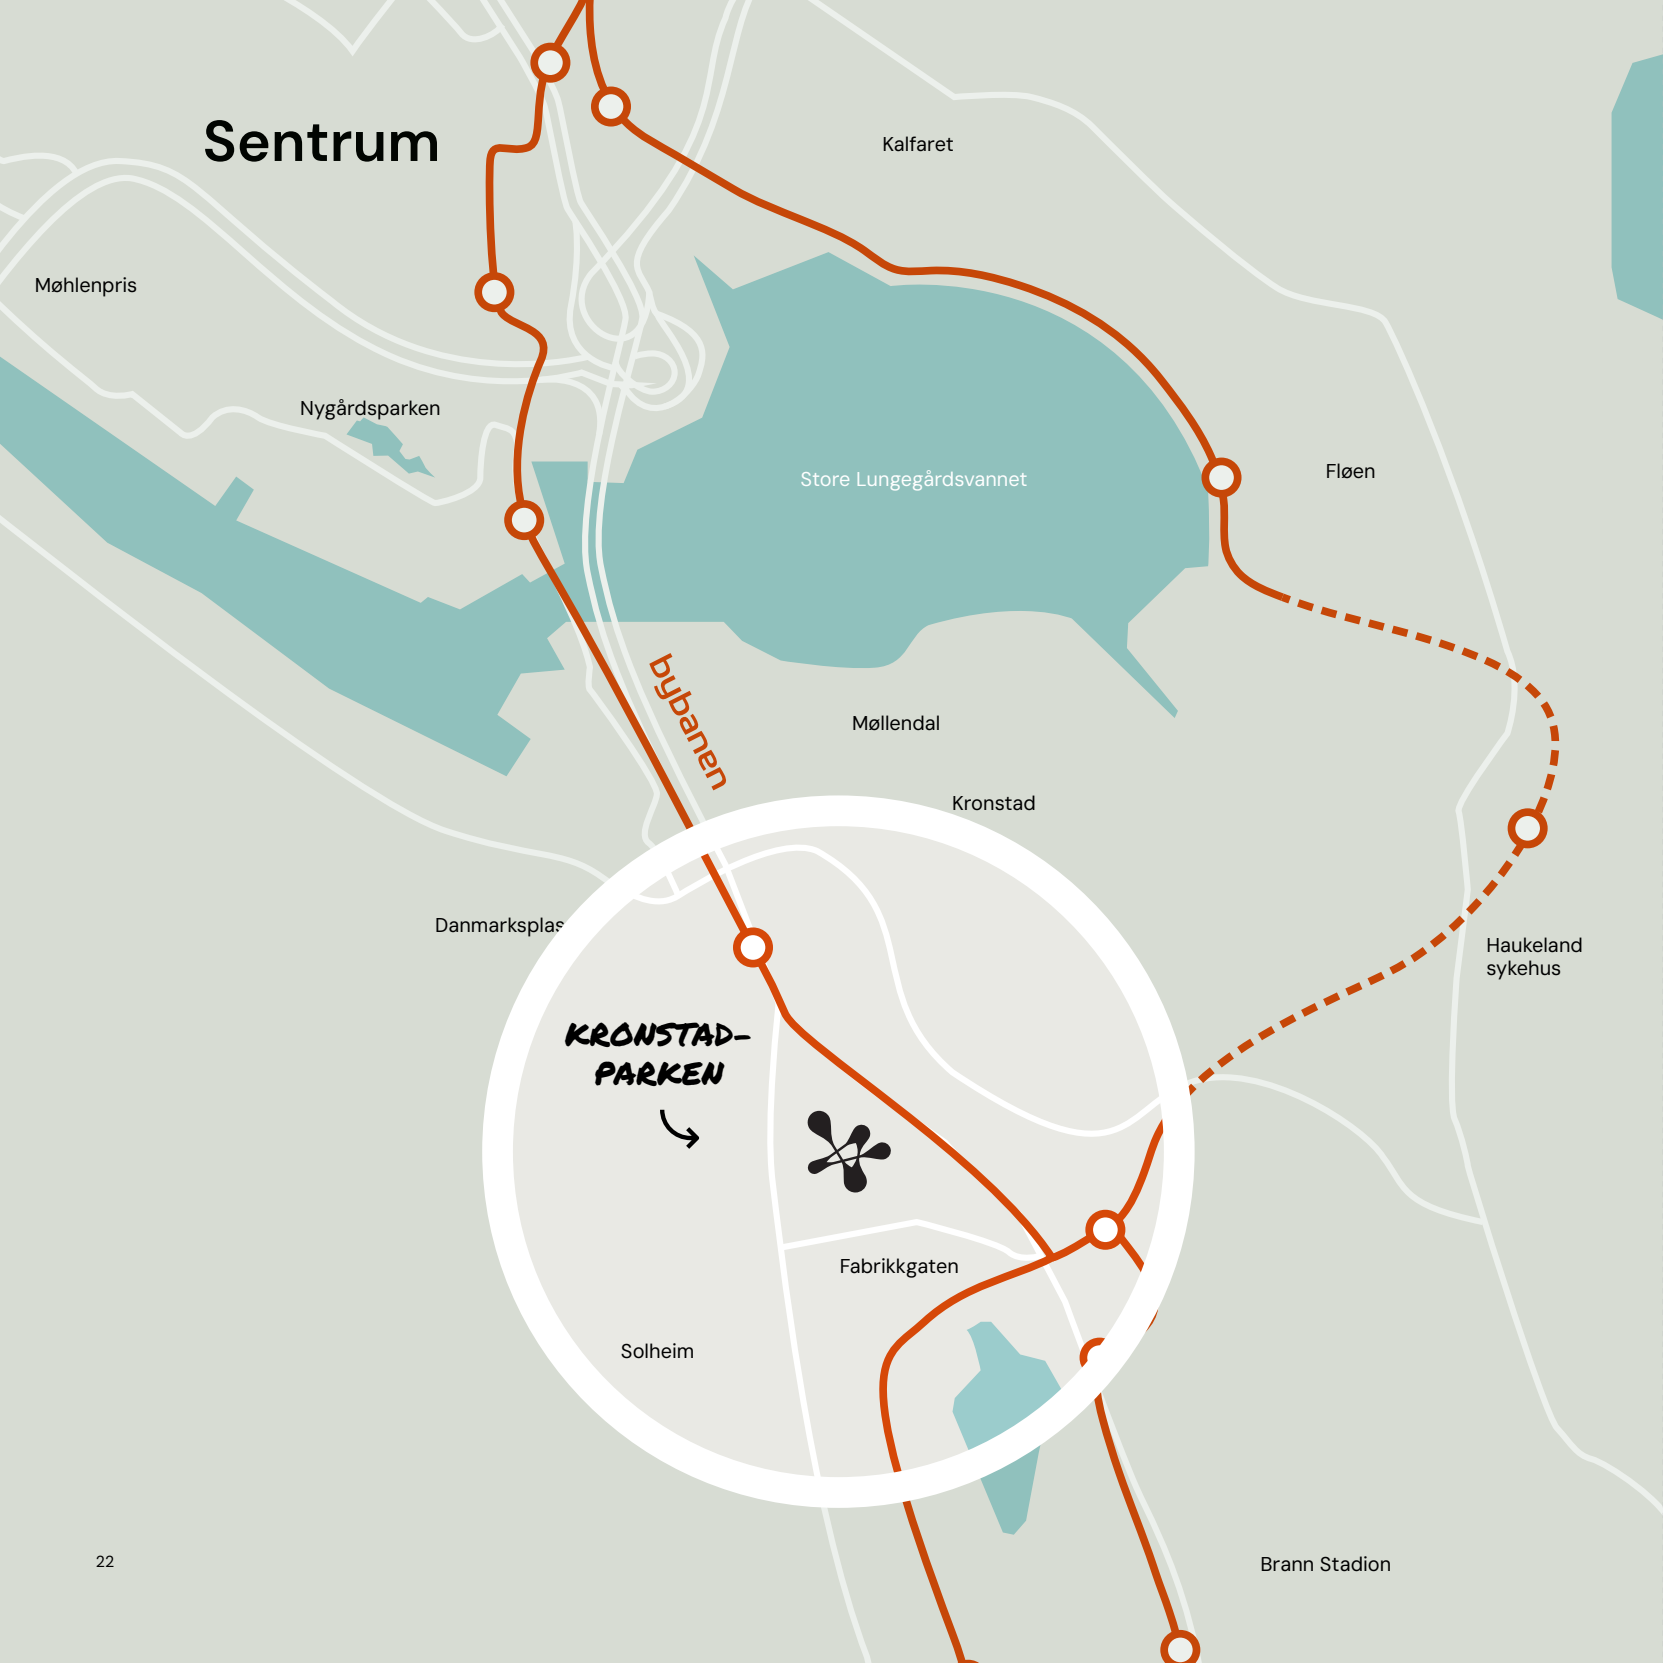 Sentrum
Kalfaret
Møhlenpris
Nygårdsparken
Store Lungegårdsvannet
Fløen
bybanen
Møllendal
Kronstad
Danmarksplas
Haukeland
sykehus
KRONSTAD-
PARKEN
Fabrikkgaten
Solheim
22
Brann Stadion